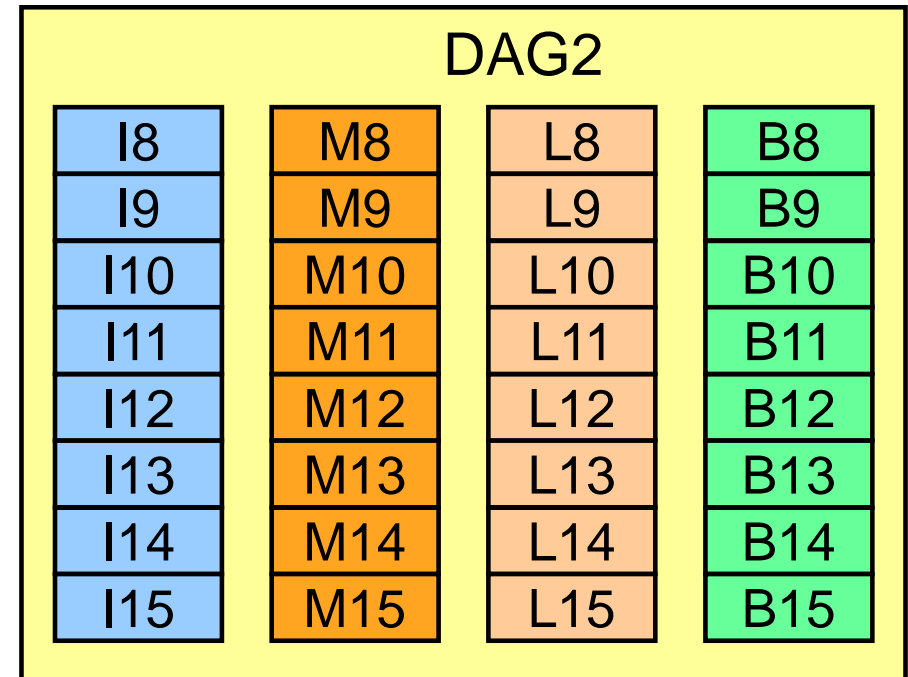 DAG2
I8 M8 L8 B8
I9 M9 L9 B9
I10 M10 L10 B10
I11 M11 L11 B11
I12 M12 L12 B12
I13 M13 L13 B13
I14 M14 L14 B14
I15 M15 L15 B15